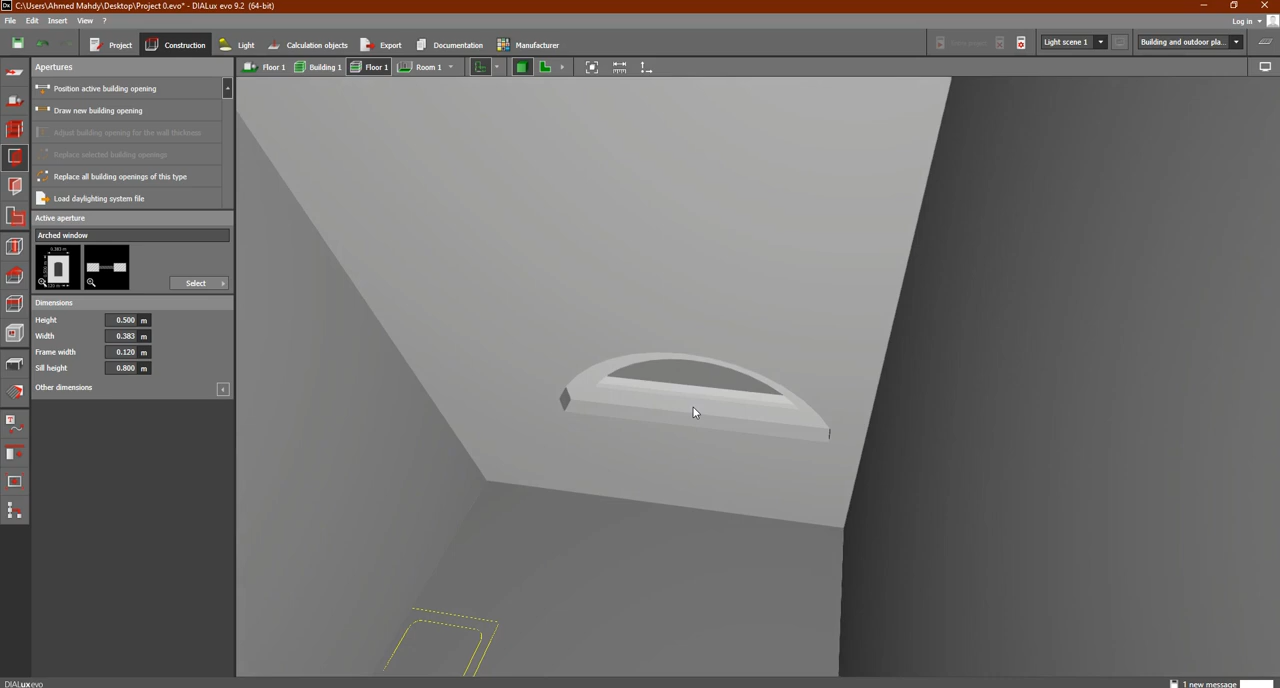 C:\Users\Ahmed Mahdy\Desktop\Project 0.evo* - DIALux evo 9.2 (64-bit)
File Edit Insert View ?
Log in
Project Construction Light Calculation objects Export Documentation Manufacturer
Light scene 1 Building and outdoor pla...
Apertures
Floor 1 Building 1 Floor 1 Room 1
Position active building opening
Draw new building opening
Adjust building opening for the wall thickness
Replace selected building openings
Replace all building openings of this type
Load daylighting system file
Active aperture
Arched window
0.383 m
Select
Dimensions
Height 0.500 m
Width 0.383 m
Frame width 0.120 m
Sill height 0.800 m
Other dimensions
DIALux evo
1 new message